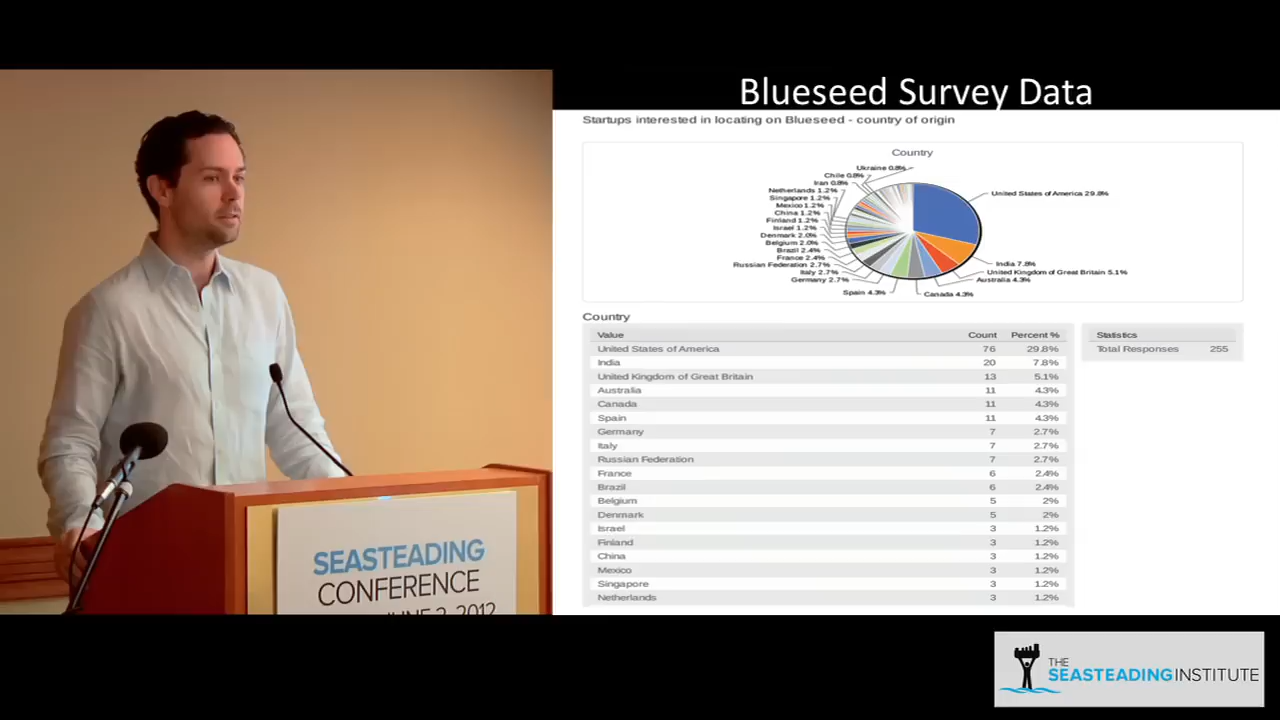 Blueseed Survey Data
Startups interested in locating on Blueseed - country of origin
Country
Ukraine 0.8%
Chile 0.8%
Iran 0.8%
Netherlands 1.2%
Singapore 1.2%
Mexico 1.2%
China 1.2%
Finland 1.2%
Israel 1.2%
Denmark 2.0%
Belgium 2.0%
Brazil 2.4%
France 2.4%
Russian Federation 2.7%
Italy 2.7%
Germany 2.7%
Spain 4.3%
United States of America 29.8%
India 7.8%
United Kingdom of Great Britain 5.1%
Australia 4.3%
Canada 4.3%
Country
Value Count Percent %
United States of America 76 29.8%
India 20 7.8%
United Kingdom of Great Britain 13 5.1%
Australia 11 4.3%
Canada 11 4.3%
Spain 11 4.3%
Germany 7 2.7%
Italy 7 2.7%
Russian Federation 7 2.7%
France 6 2.4%
Brazil 6 2.4%
Belgium 5 2%
Denmark 5 2%
Israel 3 1.2%
Finland 3 1.2%
China 3 1.2%
Mexico 3 1.2%
Singapore 3 1.2%
Netherlands 3 1.2%
Statistics
Total Responses 255
SEASTEADING
CONFERENCE
JUNE 2, 2012
THE
SEASTEADINGINSTITUTE